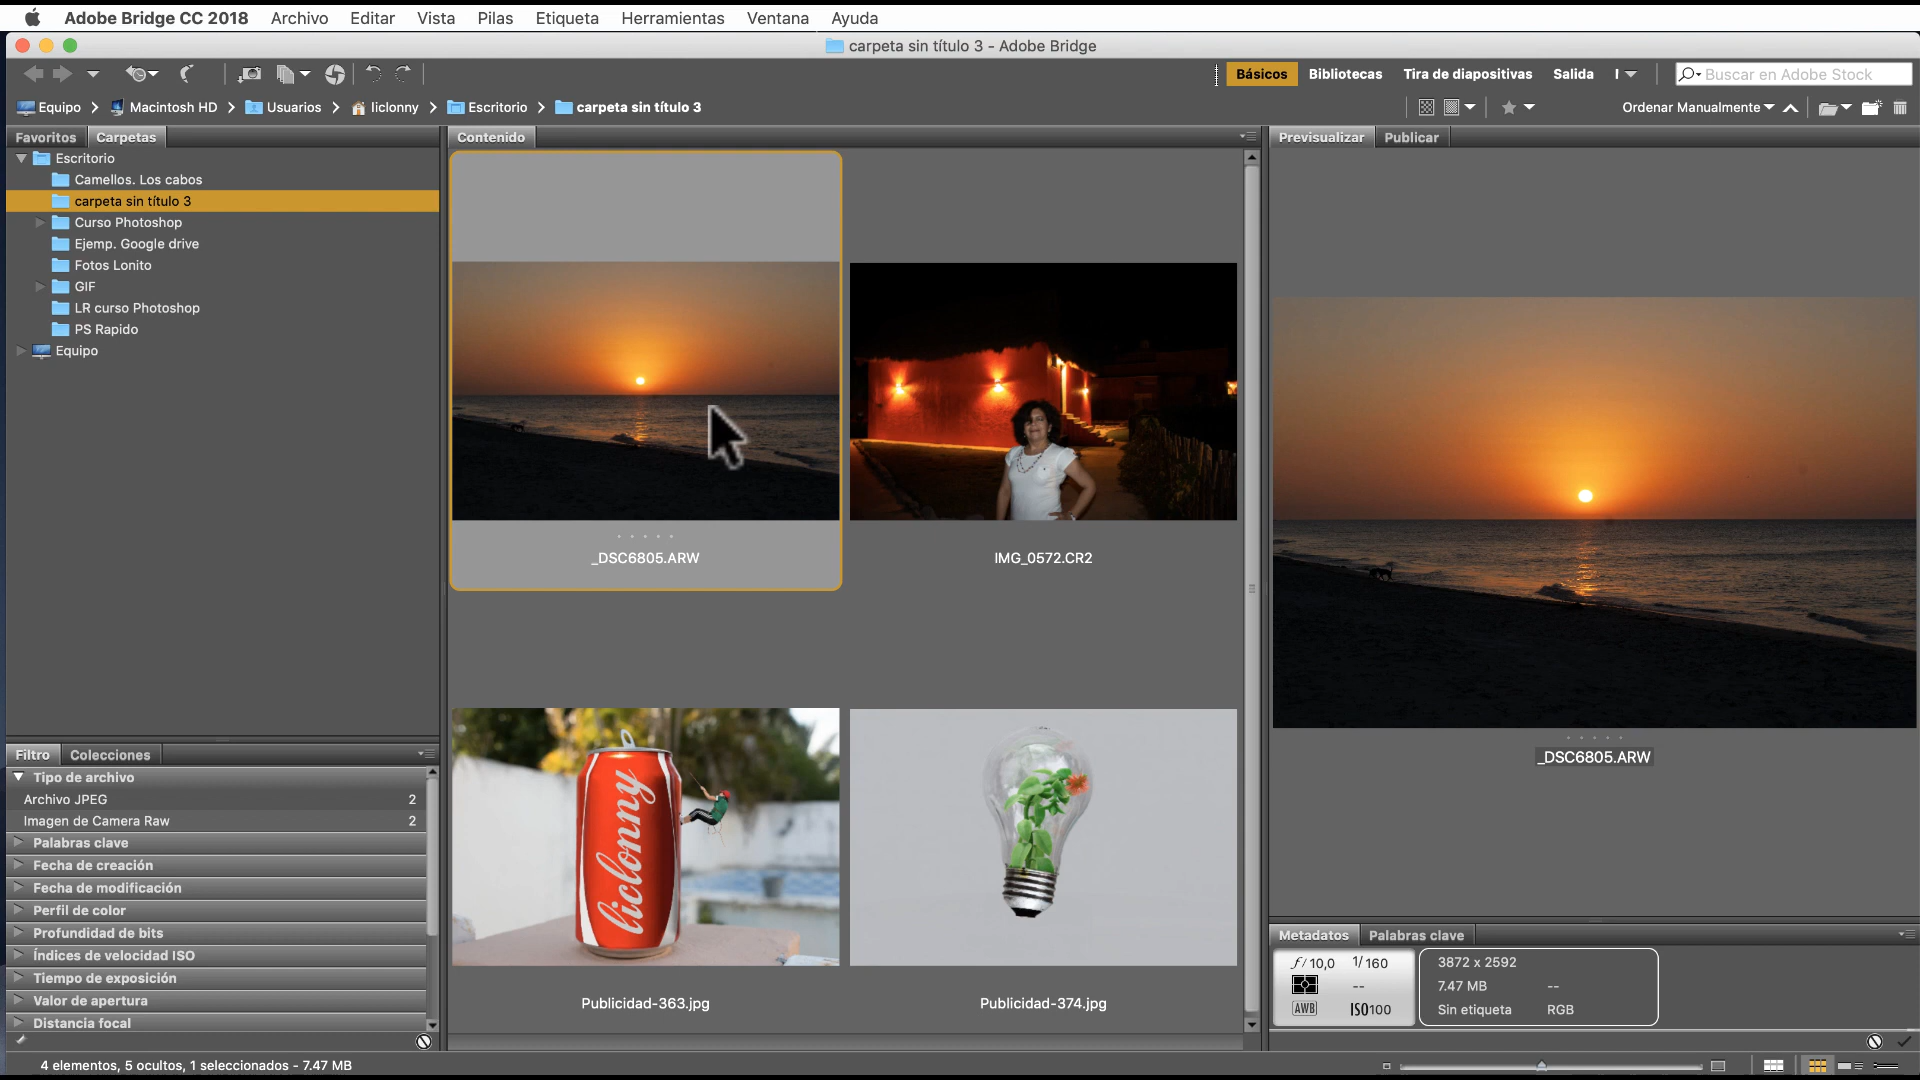 Adobe Bridge CC 2018 Archivo Editar Vista Pilas Etiqueta Herramientas Ventana Ayuda
carpeta sin título 3 - Adobe Bridge
Básicos Bibliotecas Tira de diapositivas Salida Buscar en Adobe Stock
Equipo Macintosh HD Usuarios liclonny Escritorio carpeta sin título 3 Ordenar Manualmente
Favoritos Carpetas
Escritorio
Camellos. Los cabos
carpeta sin título 3
Curso Photoshop
Ejemp. Google drive
Fotos Lonito
GIF
LR curso Photoshop
PS Rapido
Equipo
Filtro Colecciones
Tipo de archivo
Archivo JPEG 2
Imagen de Camera Raw 2
Palabras clave
Fecha de creación
Fecha de modificación
Perfil de color
Profundidad de bits
Índices de velocidad ISO
Tiempo de exposición
Valor de apertura
Distancia focal
4 elementos, 5 ocultos, 1 seleccionados - 7.47 MB
Contenido
_DSC6805.ARW
IMG_0572.CR2
liclonny
Publicidad-363.jpg
Publicidad-374.jpg
Previsualizar Publicar
_DSC6805.ARW
Metadatos Palabras clave
f/10,0 1/160
--
AWB ISO100
3872 x 2592
7.47 MB --
Sin etiqueta RGB